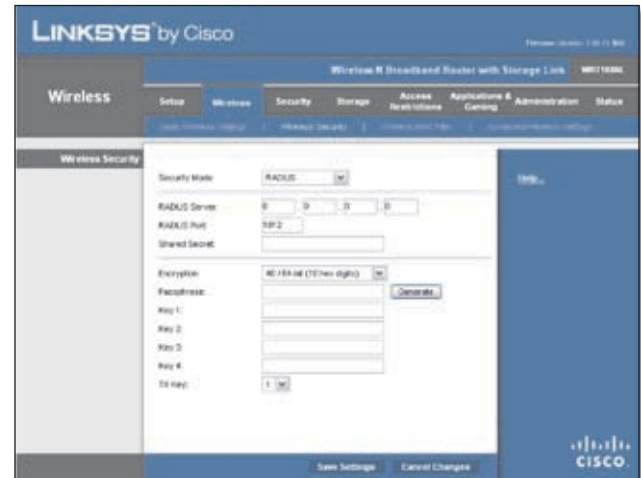 LINKSYS® by Cisco
Wireless-N Broadband Router with Storage Link
Wireless
Setup Wireless Security Storage Access Restrictions Applications & Gaming Administration Status
Wireless Security
Wireless Security
Security Mode: RADIUS
Help...
RADIUS Server: 0 . 0 . 0 . 0
RADIUS Port: 1812
Shared Secret:
Encryption: 40 / 64-bit (10 hex digits)
Passphrase: Generate
Key 1:
Key 2:
Key 3:
Key 4:
TX Key: 1
Save Settings Cancel Changes
CISCO